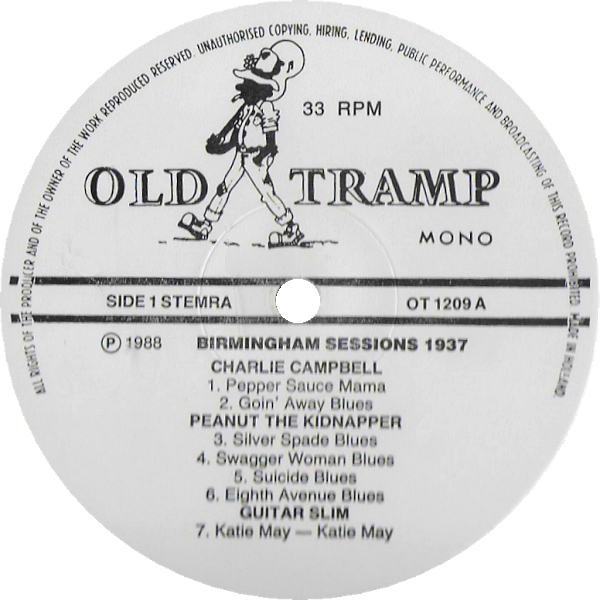 ALL RIGHTS OF THE PRODUCER AND OF THE OWNER OF THE WORK REPRODUCED RESERVED. UNAUTHORISED COPYING, HIRING, LENDING, PUBLIC PERFORMANCE AND BROADCASTING OF THIS RECORD PROHIBITED. MADE IN HOLLAND.
33 RPM
OLD TRAMP
MONO
SIDE 1 STEMRA OT 1209 A
Ⓟ 1988 BIRMINGHAM SESSIONS 1937
CHARLIE CAMPBELL
1. Pepper Sauce Mama
2. Goin' Away Blues
PEANUT THE KIDNAPPER
3. Silver Spade Blues
4. Swagger Woman Blues
5. Suicide Blues
6. Eighth Avenue Blues
GUITAR SLIM
7. Katie May — Katie May